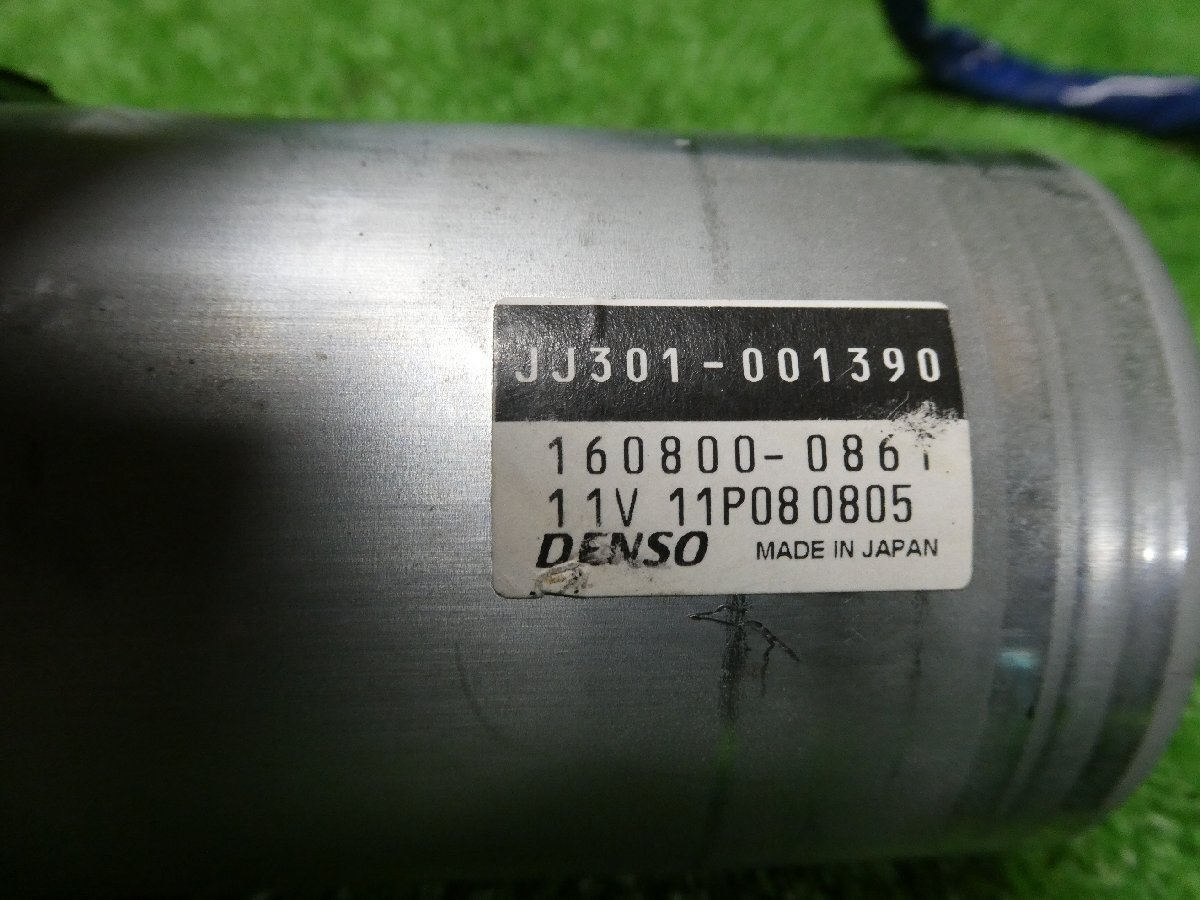 JJ301-001390
160800-0861
11V 11P080805
DENSO MADE IN JAPAN